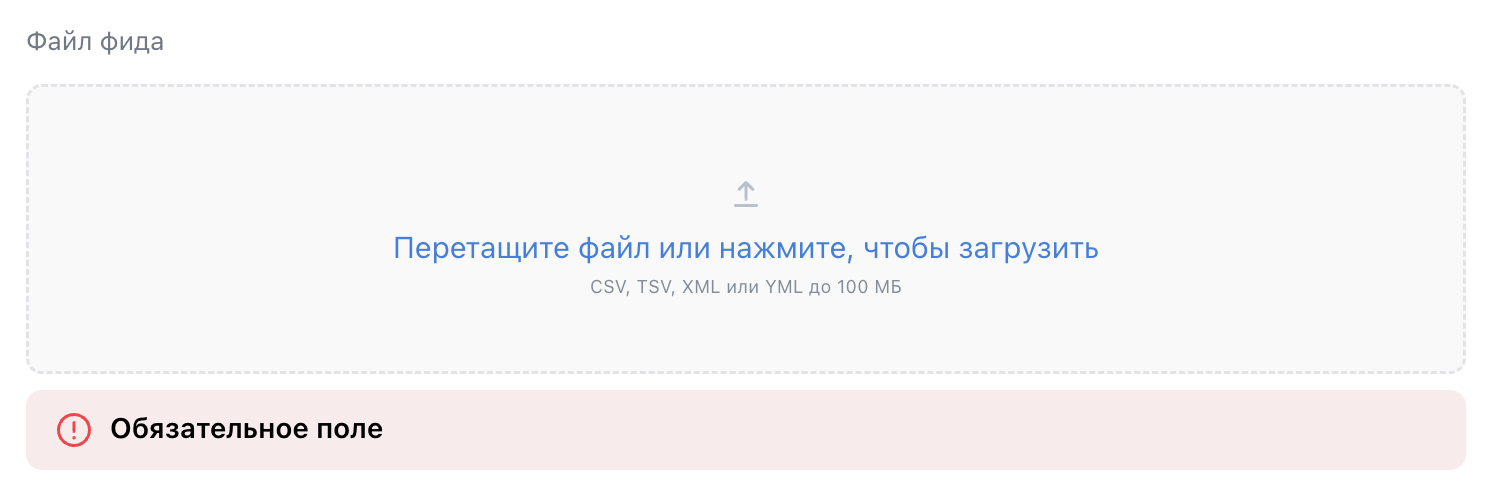 Файл фида
Перетащите файл или нажмите, чтобы загрузить
CSV, TSV, XML или YML до 100 МБ
Обязательное поле